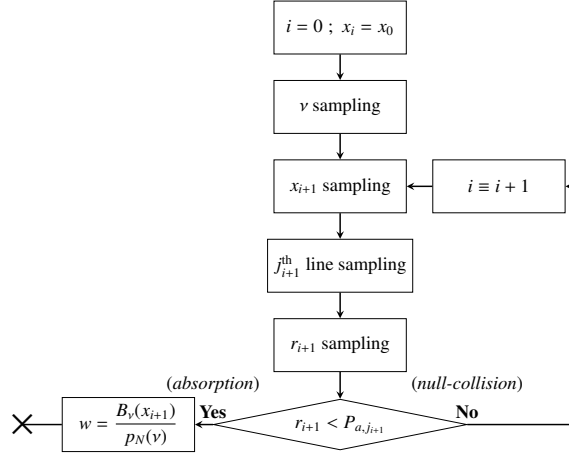 i = 0 ; x_i = x_0
ν sampling
x_{i+1} sampling
i ≡ i + 1
j_{i+1}^{th} line sampling
r_{i+1} sampling
(absorption)
(null-collision)
w = B_ν(x_{i+1}) / p_N(ν)
Yes
r_{i+1} < P_{a,j_{i+1}}
No